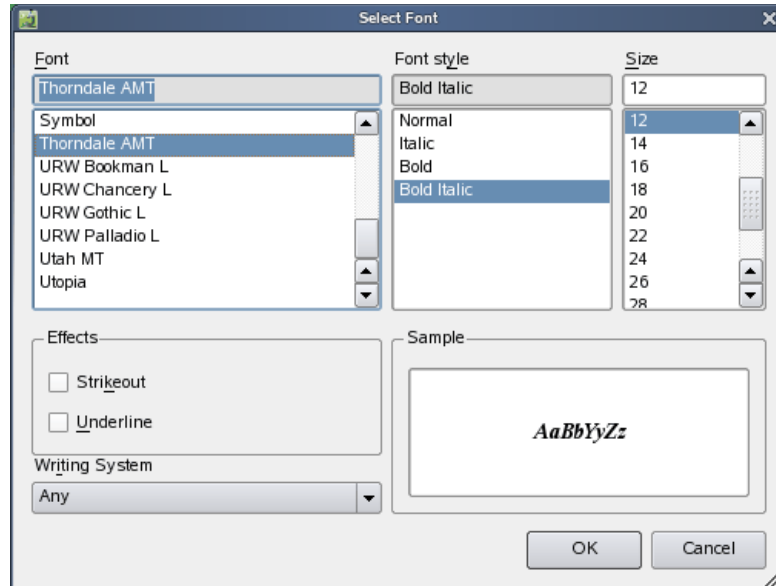 Select Font
Font
Font style
Size
Thorndale AMT
Bold Italic
12
Symbol
Thorndale AMT
URW Bookman L
URW Chancery L
URW Gothic L
URW Palladio L
Utah MT
Utopia
Normal
Italic
Bold
Bold Italic
12
14
16
18
20
22
24
26
28
Effects
Strikeout
Underline
Sample
AaBbYyZz
Writing System
Any
OK
Cancel